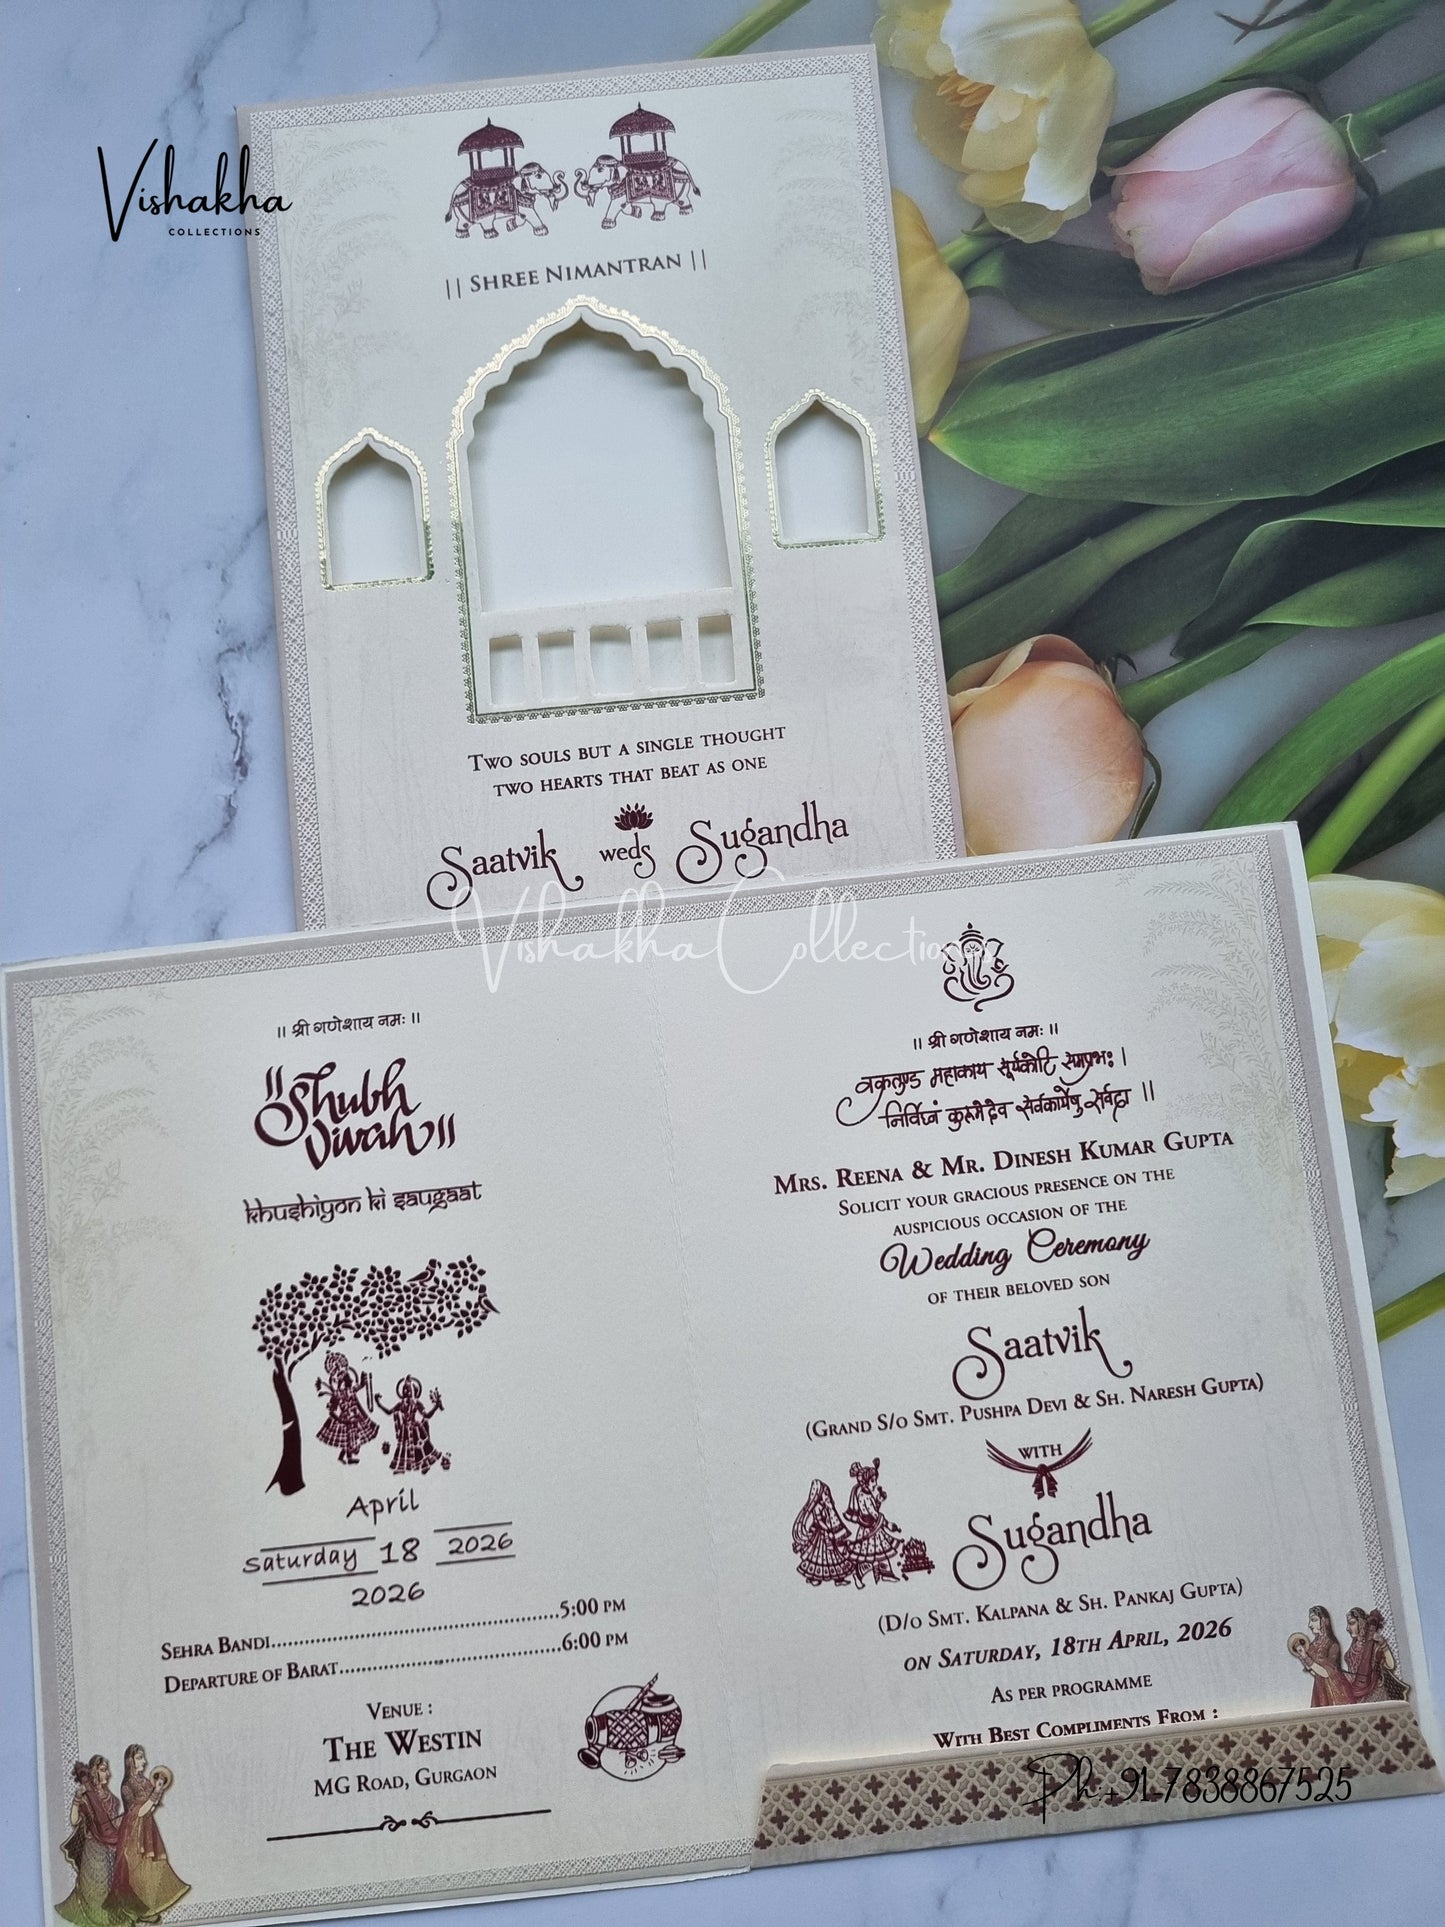 Vishakha
COLLECTIONS
|| SHREE NIMANTRAN ||
TWO SOULS BUT A SINGLE THOUGHT
TWO HEARTS THAT BEAT AS ONE
Saatvik weds Sugandha
Vishakha Collections
|| श्री गणेशाय नमः ||
||Shubh
Vivah||
khushiyon ki saugaat
April
Saturday 18 2026
2026
SEHRA BANDI..............................................5:00 PM
DEPARTURE OF BARAT...................................6:00 PM
VENUE :
THE WESTIN
MG ROAD, GURGAON
|| श्री गणेशाय नमः ||
वक्रतुण्ड महाकाय सूर्यकोटि समप्रभः |
निर्विघ्नं कुरुमेदेव सर्वकार्येषु सर्वदा ||
MRS. REENA & MR. DINESH KUMAR GUPTA
SOLICIT YOUR GRACIOUS PRESENCE ON THE
AUSPICIOUS OCCASION OF THE
Wedding Ceremony
OF THEIR BELOVED SON
Saatvik
(GRAND S/O SMT. PUSHPA DEVI & SH. NARESH GUPTA)
WITH
Sugandha
(D/O SMT. KALPANA & SH. PANKAJ GUPTA)
ON SATURDAY, 18TH APRIL, 2026
AS PER PROGRAMME
WITH BEST COMPLIMENTS FROM :
Ph:+91-7838867525